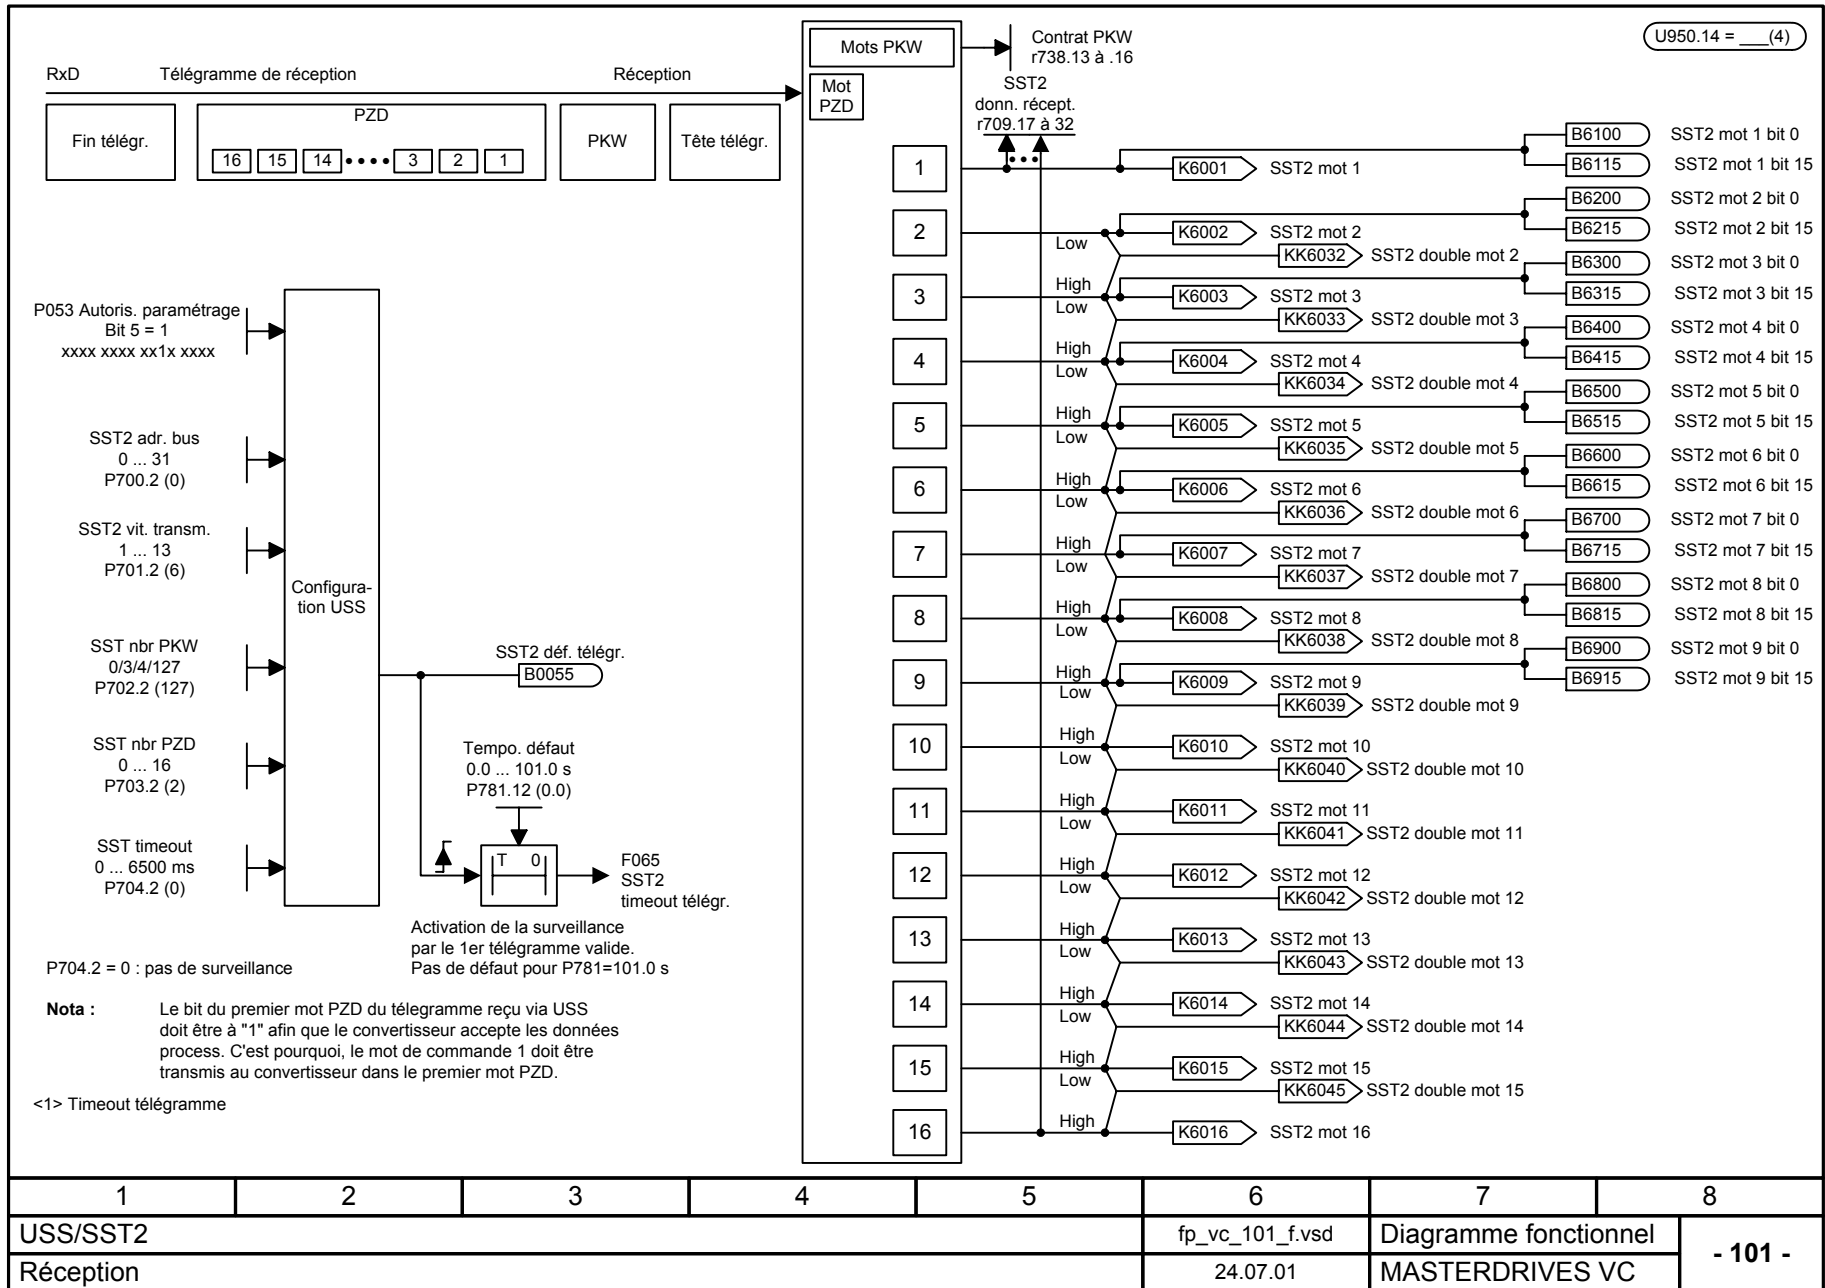 U950.14 = ___(4)
RxD
Télégramme de réception
Réception
Fin télégr.
PZD
16 15 14 3 2 1
PKW
Tête télégr.
Mots PKW
Mot
PZD
Contrat PKW
r738.13 à .16
SST2
donn. récept.
r709.17 à 32
P053 Autoris. paramétrage
Bit 5 = 1
xxxx xxxx xx1x xxxx
SST2 adr. bus
0 ... 31
P700.2 (0)
SST2 vit. transm.
1 ... 13
P701.2 (6)
SST nbr PKW
0/3/4/127
P702.2 (127)
SST nbr PZD
0 ... 16
P703.2 (2)
SST timeout
0 ... 6500 ms
P704.2 (0)
Configura-
tion USS
SST2 déf. télégr.
B0055
Tempo. défaut
0.0 ... 101.0 s
P781.12 (0.0)
T 0
F065
SST2
timeout télégr.
Activation de la surveillance
par le 1er télégramme valide.
Pas de défaut pour P781=101.0 s
P704.2 = 0 : pas de surveillance
Nota :
Le bit du premier mot PZD du télegramme reçu via USS
doit être à "1" afin que le convertisseur accepte les données
process. C'est pourquoi, le mot de commande 1 doit être
transmis au convertisseur dans le premier mot PZD.
<1> Timeout télégramme
1 K6001 SST2 mot 1
B6100 SST2 mot 1 bit 0
B6115 SST2 mot 1 bit 15
2 Low K6002 SST2 mot 2
KK6032 SST2 double mot 2
B6200 SST2 mot 2 bit 0
B6215 SST2 mot 2 bit 15
3 High Low K6003 SST2 mot 3
KK6033 SST2 double mot 3
B6300 SST2 mot 3 bit 0
B6315 SST2 mot 3 bit 15
4 High Low K6004 SST2 mot 4
KK6034 SST2 double mot 4
B6400 SST2 mot 4 bit 0
B6415 SST2 mot 4 bit 15
5 High Low K6005 SST2 mot 5
KK6035 SST2 double mot 5
B6500 SST2 mot 5 bit 0
B6515 SST2 mot 5 bit 15
6 High Low K6006 SST2 mot 6
KK6036 SST2 double mot 6
B6600 SST2 mot 6 bit 0
B6615 SST2 mot 6 bit 15
7 High Low K6007 SST2 mot 7
KK6037 SST2 double mot 7
B6700 SST2 mot 7 bit 0
B6715 SST2 mot 7 bit 15
8 High Low K6008 SST2 mot 8
KK6038 SST2 double mot 8
B6800 SST2 mot 8 bit 0
B6815 SST2 mot 8 bit 15
9 High Low K6009 SST2 mot 9
KK6039 SST2 double mot 9
B6900 SST2 mot 9 bit 0
B6915 SST2 mot 9 bit 15
10 High Low K6010 SST2 mot 10
KK6040 SST2 double mot 10
11 High Low K6011 SST2 mot 11
KK6041 SST2 double mot 11
12 High Low K6012 SST2 mot 12
KK6042 SST2 double mot 12
13 High Low K6013 SST2 mot 13
KK6043 SST2 double mot 13
14 High Low K6014 SST2 mot 14
KK6044 SST2 double mot 14
15 High Low K6015 SST2 mot 15
KK6045 SST2 double mot 15
16 High K6016 SST2 mot 16
1 2 3 4 5 6 7 8
USS/SST2
fp_vc_101_f.vsd
Diagramme fonctionnel
- 101 -
Réception
24.07.01
MASTERDRIVES VC